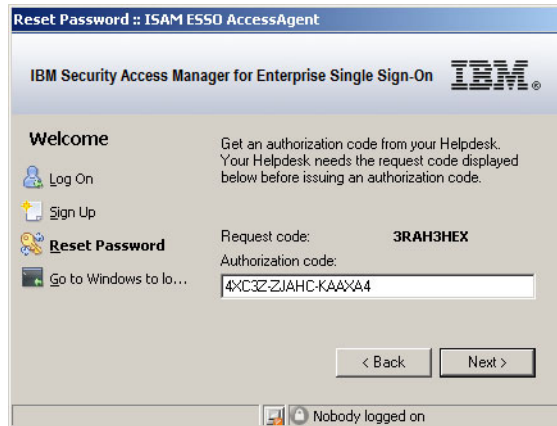 Reset Password :: ISAM ESSO AccessAgent
IBM Security Access Manager for Enterprise Single Sign-On
IBM®
Welcome
Log On
Sign Up
Reset Password
Go to Windows to lo...
Get an authorization code from your Helpdesk.
Your Helpdesk needs the request code displayed
below before issuing an authorization code.
Request code: 3RAH3HEX
Authorization code:
4XC3Z-ZJAHC-KAAXA4
< Back
Next >
Nobody logged on